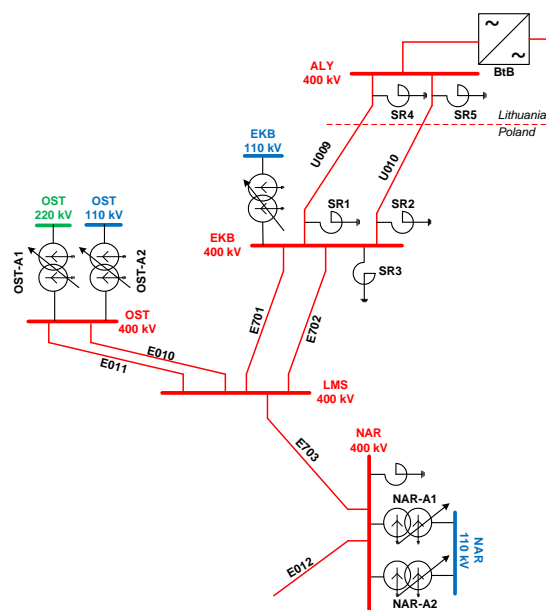 BtB
ALY
400 kV
SR4
SR5
Lithuania
Poland
EKB
110 kV
U009
U010
SR1
SR2
EKB
400 kV
SR3
OST
220 kV
OST
110 kV
OST-A1
OST-A2
OST
400 kV
E701
E702
E010
E011
LMS
400 kV
E703
NAR
400 kV
NAR-A1
NAR
110 kV
E012
NAR-A2